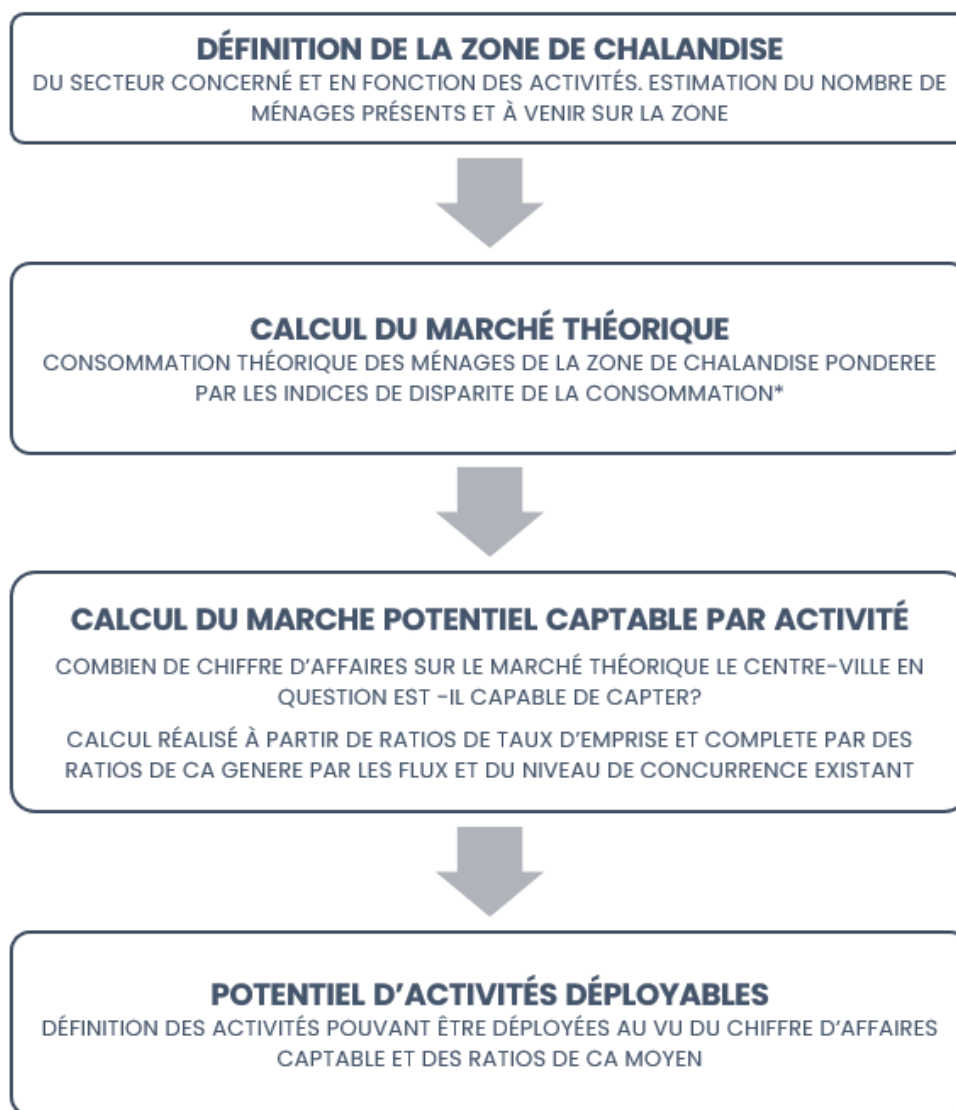 DÉFINITION DE LA ZONE DE CHALANDISE
DU SECTEUR CONCERNÉ ET EN FONCTION DES ACTIVITÉS. ESTIMATION DU NOMBRE DE
MÉNAGES PRÉSENTS ET À VENIR SUR LA ZONE
CALCUL DU MARCHÉ THÉORIQUE
CONSOMMATION THÉORIQUE DES MÉNAGES DE LA ZONE DE CHALANDISE PONDEREE
PAR LES INDICES DE DISPARITE DE LA CONSOMMATION*
CALCUL DU MARCHE POTENTIEL CAPTABLE PAR ACTIVITÉ
COMBIEN DE CHIFFRE D'AFFAIRES SUR LE MARCHÉ THÉORIQUE LE CENTRE-VILLE EN
QUESTION EST -IL CAPABLE DE CAPTER?
CALCUL RÉALISÉ À PARTIR DE RATIOS DE TAUX D'EMPRISE ET COMPLETE PAR DES
RATIOS DE CA GENERE PAR LES FLUX ET DU NIVEAU DE CONCURRENCE EXISTANT
POTENTIEL D'ACTIVITÉS DÉPLOYABLES
DÉFINITION DES ACTIVITÉS POUVANT ÊTRE DÉPLOYÉES AU VU DU CHIFFRE D'AFFAIRES
CAPTABLE ET DES RATIOS DE CA MOYEN